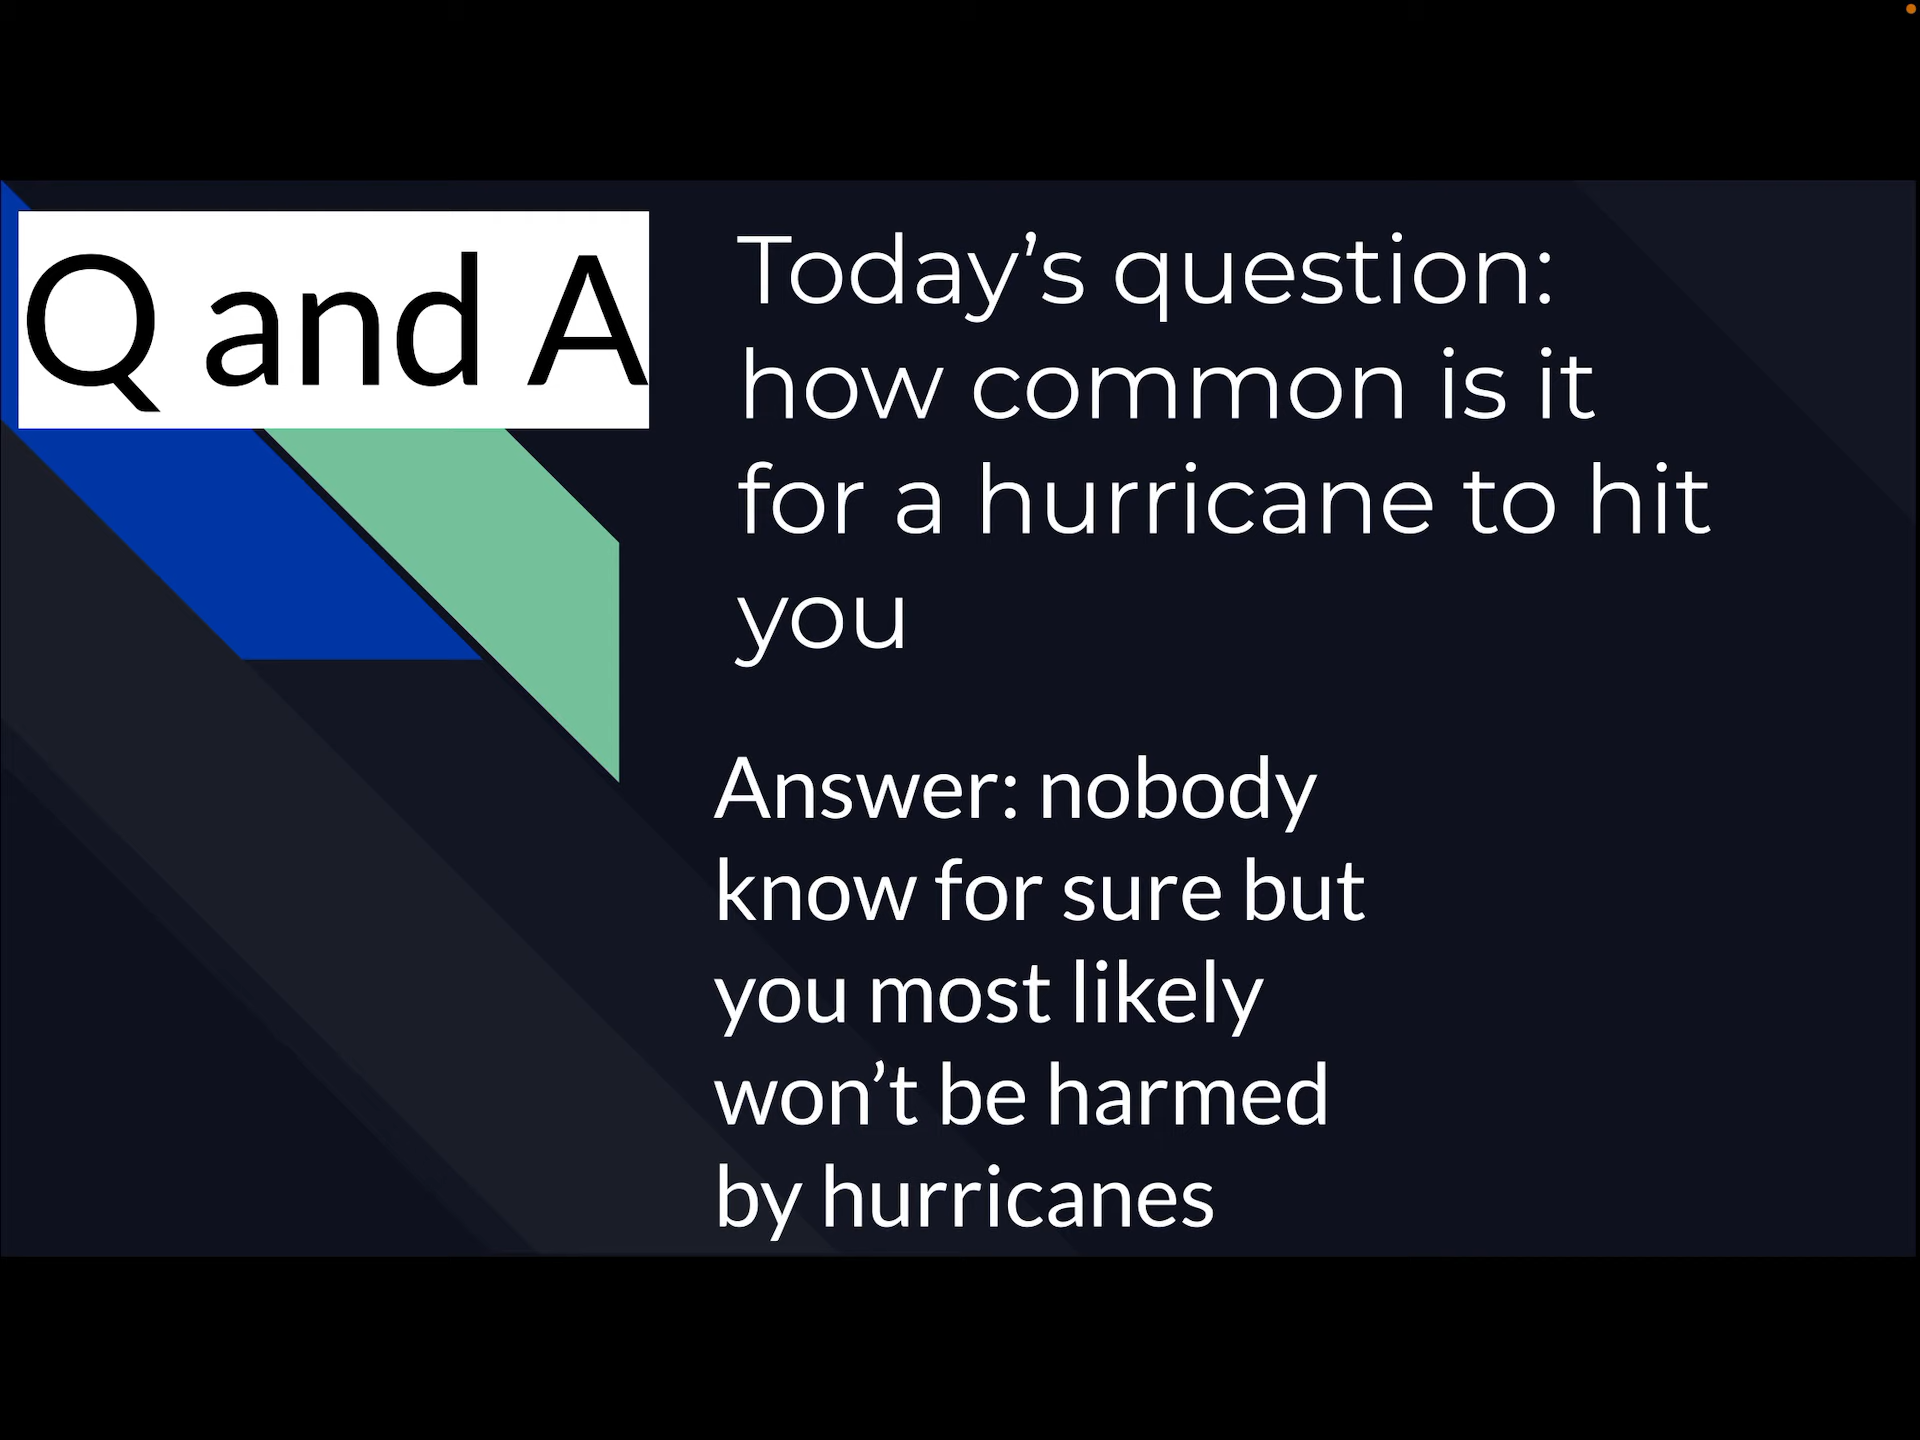 Q and A
Today’s question:
how common is it
for a hurricane to hit
you
Answer: nobody
know for sure but
you most likely
won’t be harmed
by hurricanes